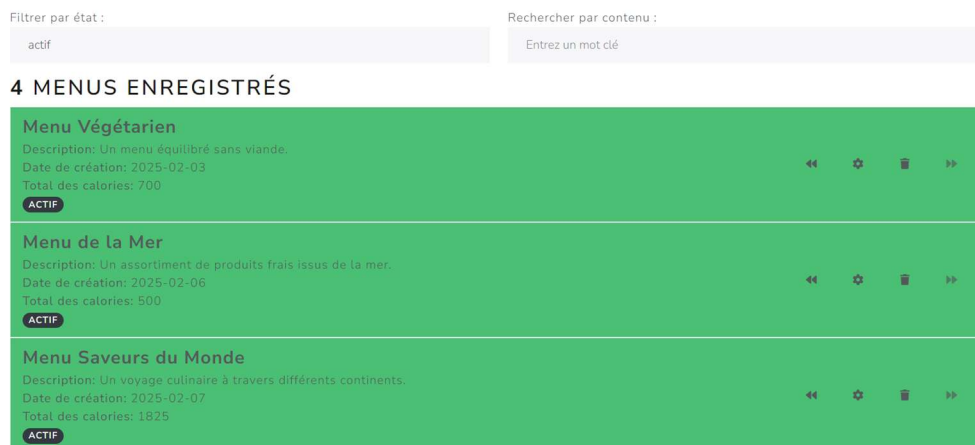 Filtrer par état :
Rechercher par contenu :
actif
Entrez un mot clé
4 MENUS ENREGISTRÉS
Menu Végétarien
Description: Un menu équilibré sans viande.
Date de création: 2025-02-03
Total des calories: 700
ACTIF
Menu de la Mer
Description: Un assortiment de produits frais issus de la mer.
Date de création: 2025-02-06
Total des calories: 500
ACTIF
Menu Saveurs du Monde
Description: Un voyage culinaire à travers différents continents.
Date de création: 2025-02-07
Total des calories: 1825
ACTIF